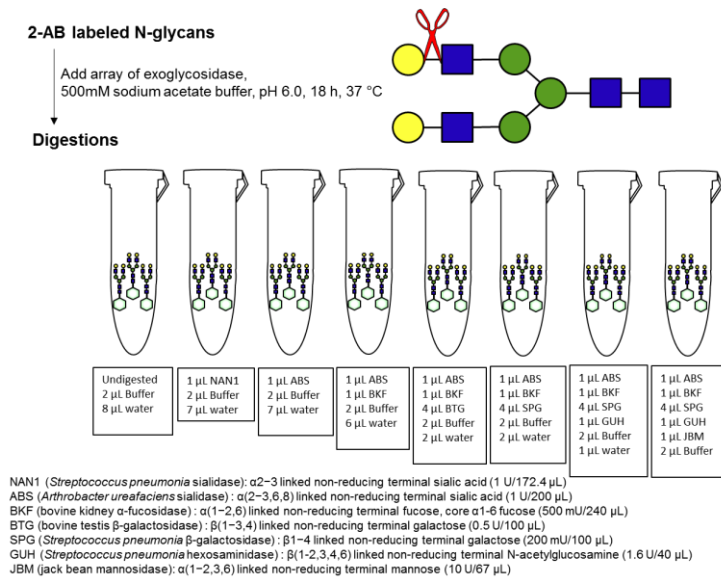 2-AB labeled N-glycans
Add array of exoglycosidase,
500mM sodium acetate buffer, pH 6.0, 18 h, 37 °C
Digestions
Undigested
2 µL Buffer
8 µL water
1 µL NAN1
2 µL Buffer
7 µL water
1 µL ABS
2 µL Buffer
7 µL water
1 µL ABS
1 µL BKF
2 µL Buffer
6 µL water
1 µL ABS
1 µL BKF
4 µL BTG
2 µL Buffer
2 µL water
1 µL ABS
1 µL BKF
4 µL SPG
2 µL Buffer
2 µL water
1 µL ABS
1 µL BKF
4 µL SPG
1 µL GUH
2 µL Buffer
1 µL water
1 µL ABS
1 µL BKF
4 µL SPG
1 µL GUH
1 µL JBM
2 µL Buffer
NAN1 (Streptococcus pneumonia sialidase): α2−3 linked non-reducing terminal sialic acid (1 U/172.4 µL)
ABS (Arthrobacter ureafaciens sialidase) : α(2−3,6,8) linked non-reducing terminal sialic acid (1 U/200 µL)
BKF (bovine kidney α-fucosidase) : α(1−2,6) linked non-reducing terminal fucose, core α1-6 fucose (500 mU/240 µL)
BTG (bovine testis β-galactosidase) : β(1−3,4) linked non-reducing terminal galactose (0.5 U/100 µL)
SPG (Streptococcus pneumonia β-galactosidase) : β1−4 linked non-reducing terminal galactose (200 mU/100 µL)
GUH (Streptococcus pneumonia hexosaminidase) : β(1-2,3,4,6) linked non-reducing terminal N-acetylglucosamine (1.6 U/40 µL)
JBM (jack bean mannosidase): α(1−2,3,6) linked non-reducing terminal mannose (10 U/67 µL)